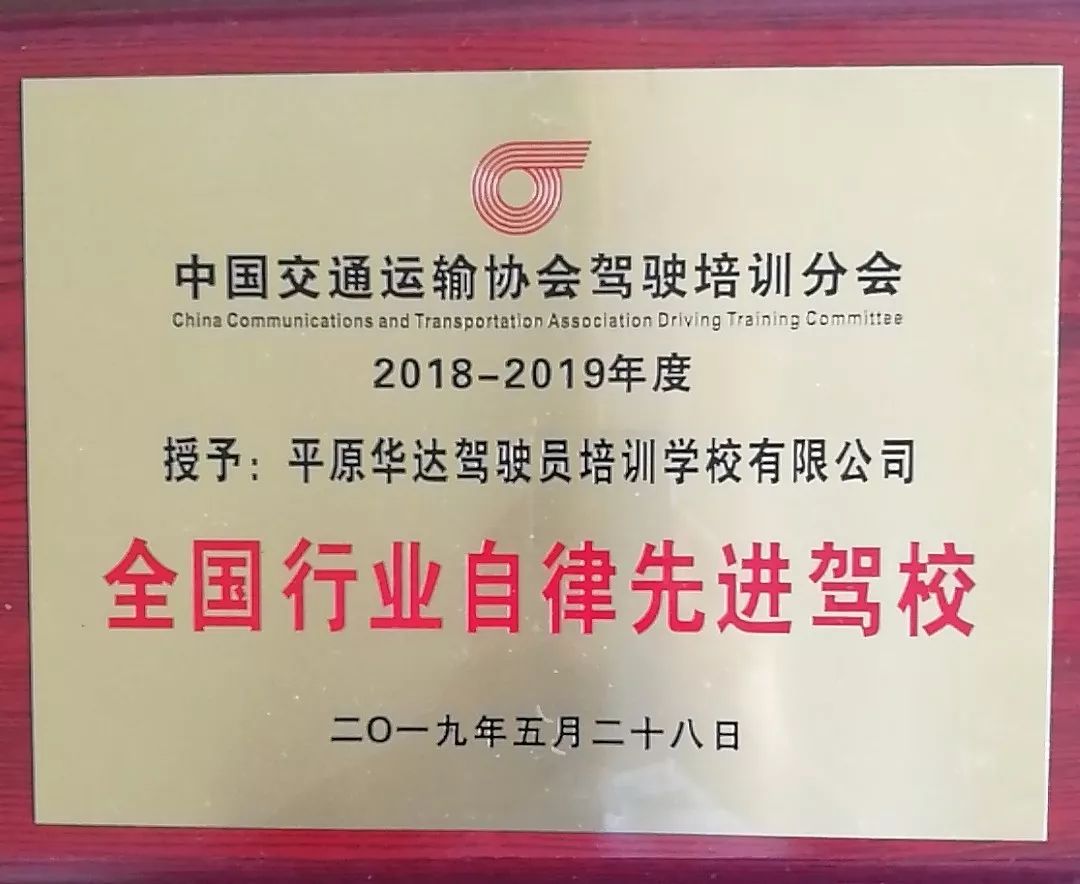 中国交通运输协会驾驶培训分会
China Communications and Transportation Association Driving Training Committee
2018-2019年度
授予：平原华达驾驶员培训学校有限公司
全国行业自律先进驾校
二〇一九年五月二十八日